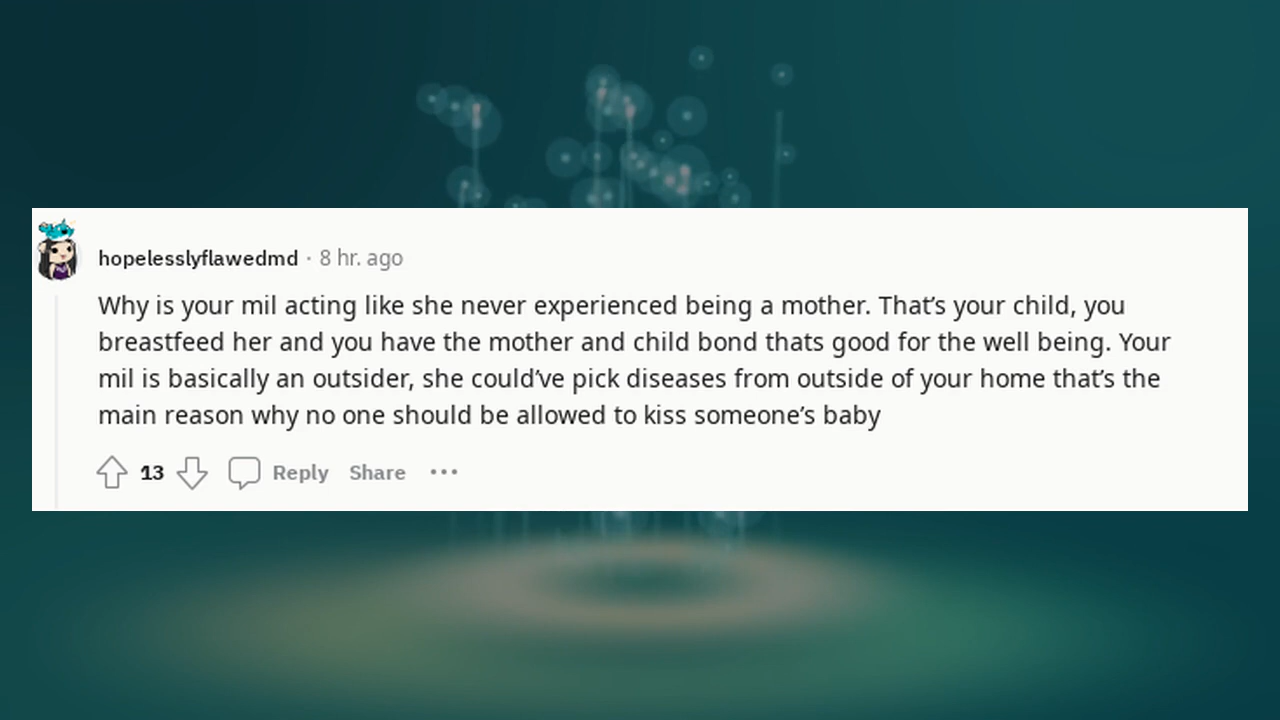 hopelesslyflawedmd · 8 hr. ago
Why is your mil acting like she never experienced being a mother. That’s your child, you
breastfeed her and you have the mother and child bond thats good for the well being. Your
mil is basically an outsider, she could’ve pick diseases from outside of your home that’s the
main reason why no one should be allowed to kiss someone’s baby
13 Reply Share ···